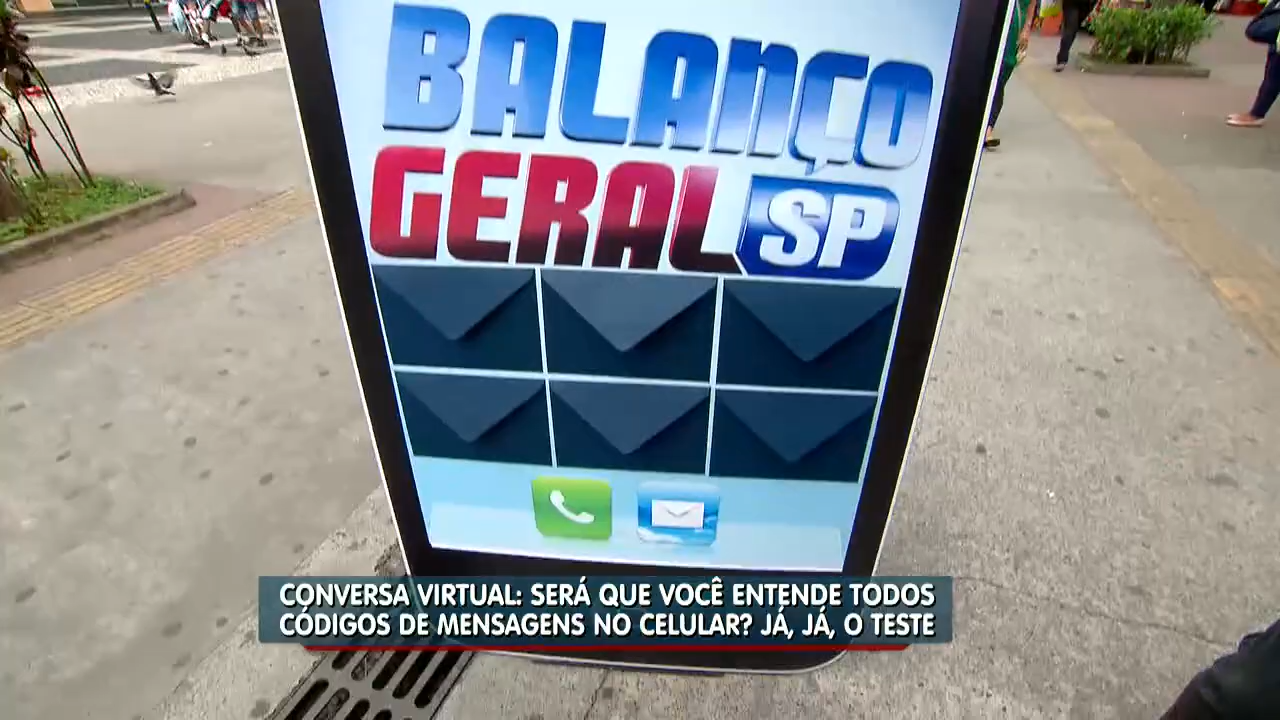 BALANÇO
GERAL SP
CONVERSA VIRTUAL: SERÁ QUE VOCÊ ENTENDE TODOS
CÓDIGOS DE MENSAGENS NO CELULAR? JÁ, JÁ, O TESTE